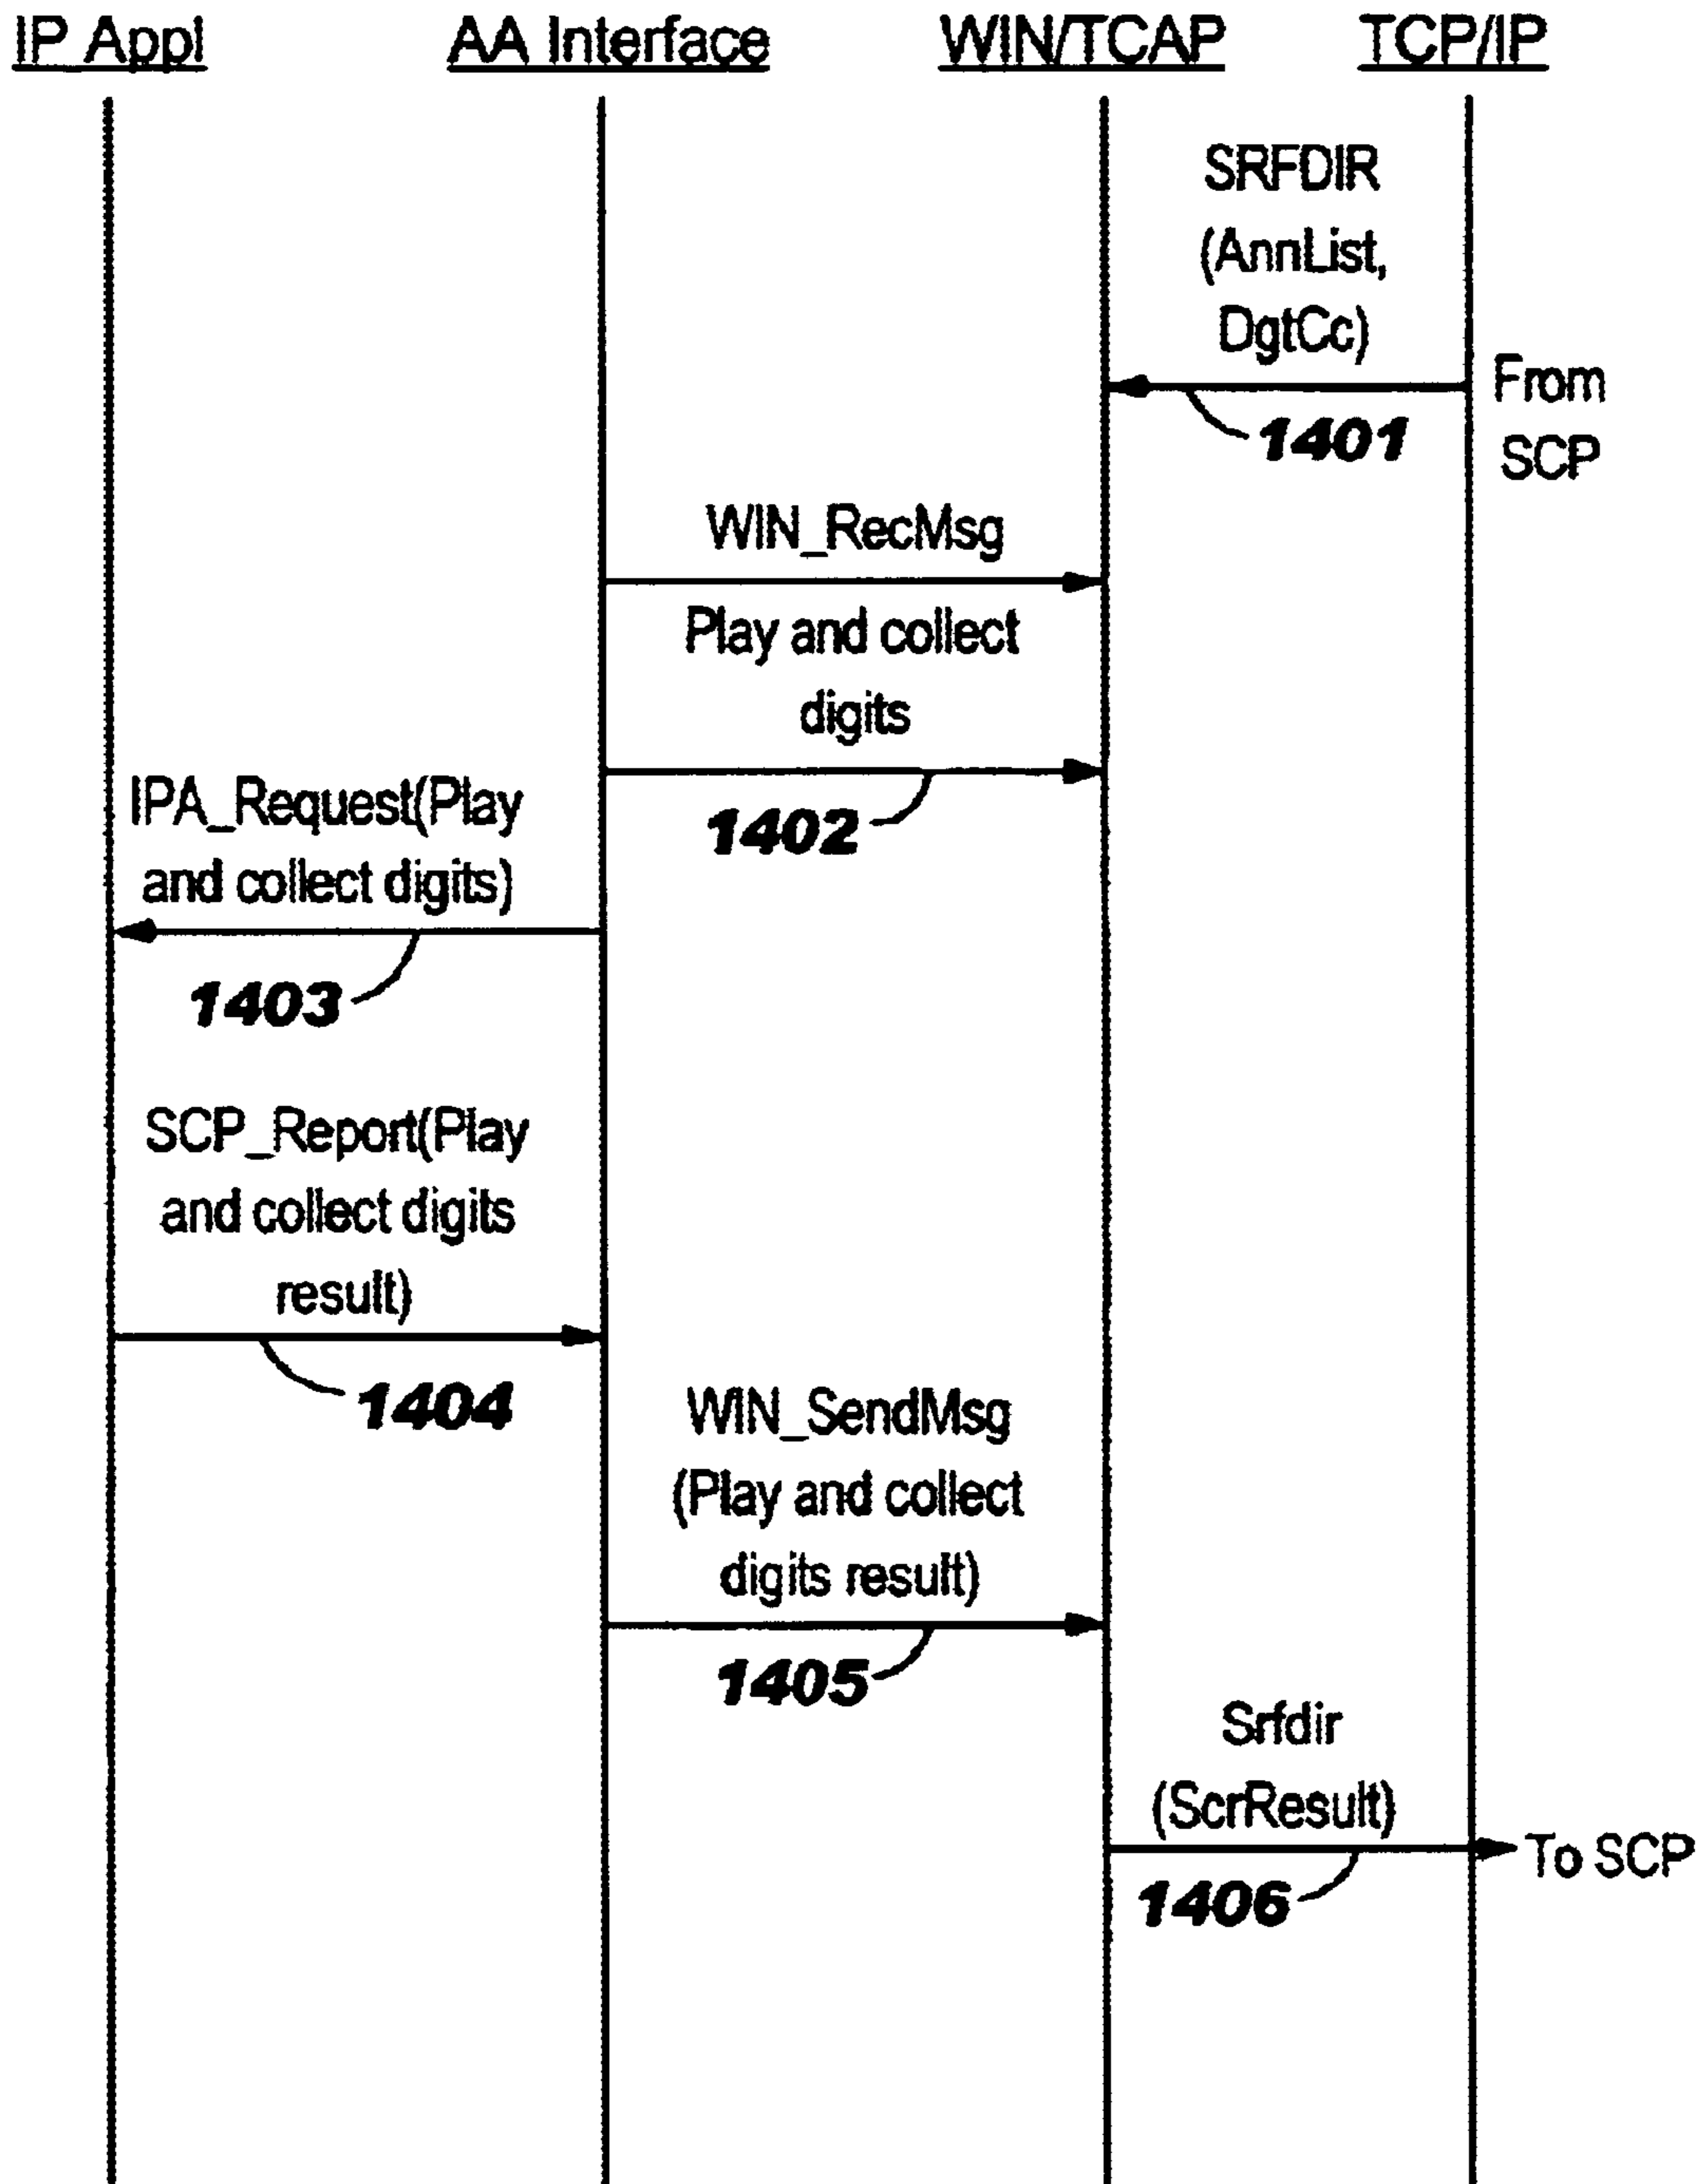 IP Appl AA Interface WIN/TCAP TCP/IP
SRFDIR
(AnnList,
DgtCc)
From
SCP
1401
WIN_RecMsg
Play and collect
digits
1402
IPA_Request(Play
and collect digits)
1403
SCP_Report(Play
and collect digits
result)
1404
WIN_SendMsg
(Play and collect
digits result)
1405
Srfdir
(ScrResult)
To SCP
1406